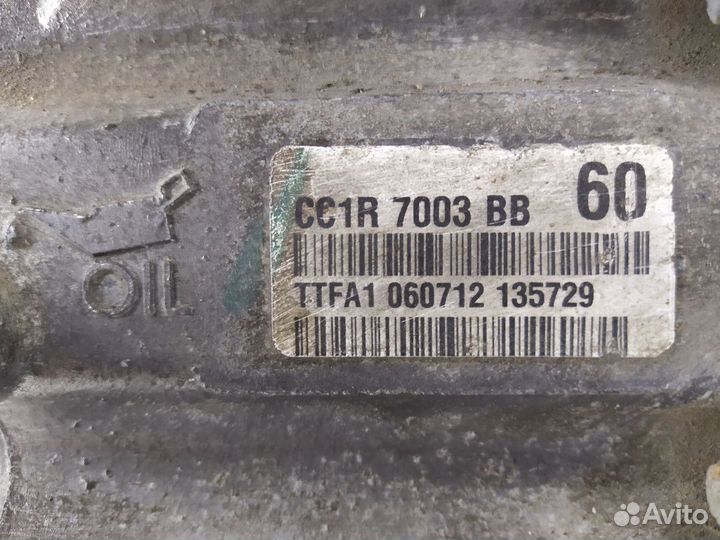 CC1R 7003 BB 60
TTFA1 060712 135729
OIL
Avito